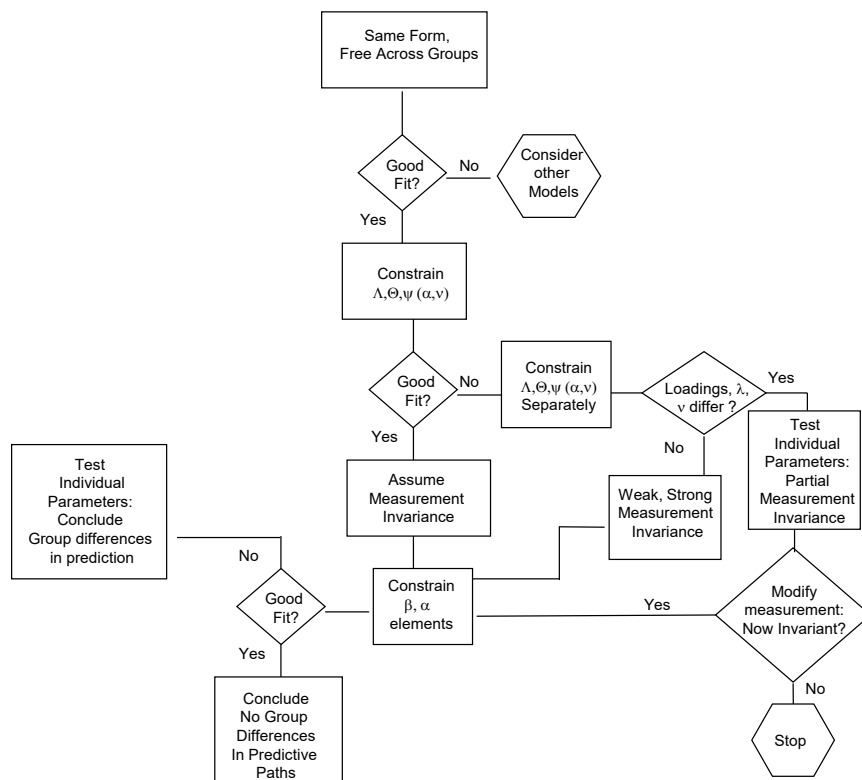 Same Form,
Free Across Groups
Good
Fit?
No
Consider
other
Models
Yes
Constrain
Λ,Θ,ψ (α,ν)
Good
Fit?
No
Constrain
Λ,Θ,ψ (α,ν)
Separately
Loadings, λ,
ν differ ?
Yes
Yes
No
Test
Individual
Parameters:
Partial
Measurement
Invariance
Test
Individual
Parameters:
Conclude
Group differences
in prediction
Assume
Measurement
Invariance
Weak, Strong
Measurement
Invariance
No
Good
Fit?
Constrain
β, α
elements
Yes
Modify
measurement:
Now Invariant?
Yes
No
Conclude
No Group
Differences
In Predictive
Paths
Stop